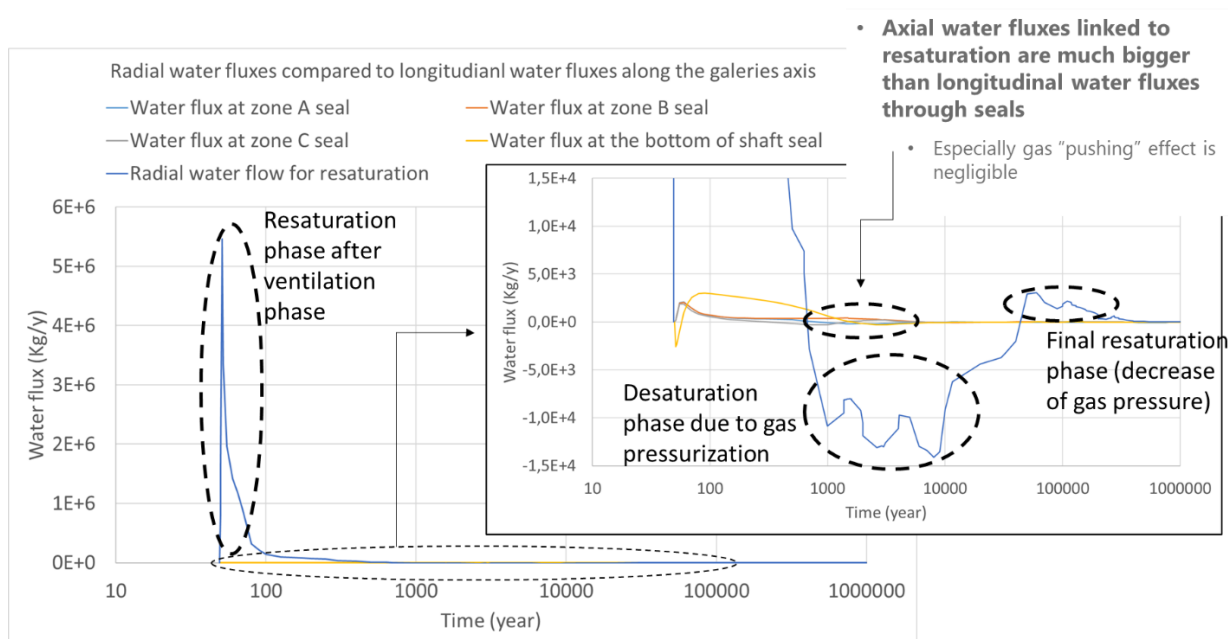 • Axial water fluxes linked to
resaturation are much bigger
than longitudinal water fluxes
through seals
• Especially gas “pushing” effect is
negligible
Radial water fluxes compared to longitudianl water fluxes along the galeries axis
Water flux at zone A seal
Water flux at zone B seal
Water flux at zone C seal
Water flux at the bottom of shaft seal
Radial water flow for resaturation
Water flux (Kg/y)
6E+6
5E+6
4E+6
3E+6
2E+6
1E+6
0E+0
Resaturation
phase after
ventilation
phase
10
100
1000
10000
100000
1000000
Time (year)
Water flux (Kg/y)
1,5E+4
1,0E+4
5,0E+3
0,0E+0
-5,0E+3
-1,0E+4
-1,5E+4
Desaturation
phase due to gas
pressurization
Final resaturation
phase (decrease
of gas pressure)
10
100
1000
10000
100000
1000000
Time (year)